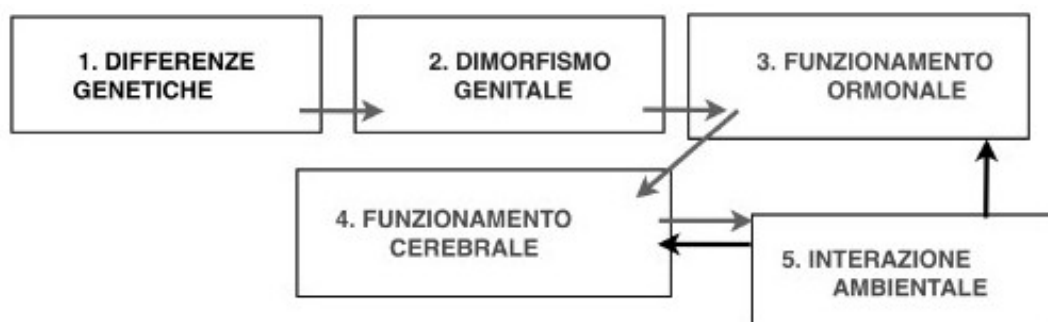 1. DIFFERENZE
GENETICHE
2. DIMORFISMO
GENITALE
3. FUNZIONAMENTO
ORMONALE
4. FUNZIONAMENTO
CEREBRALE
5. INTERAZIONE
AMBIENTALE